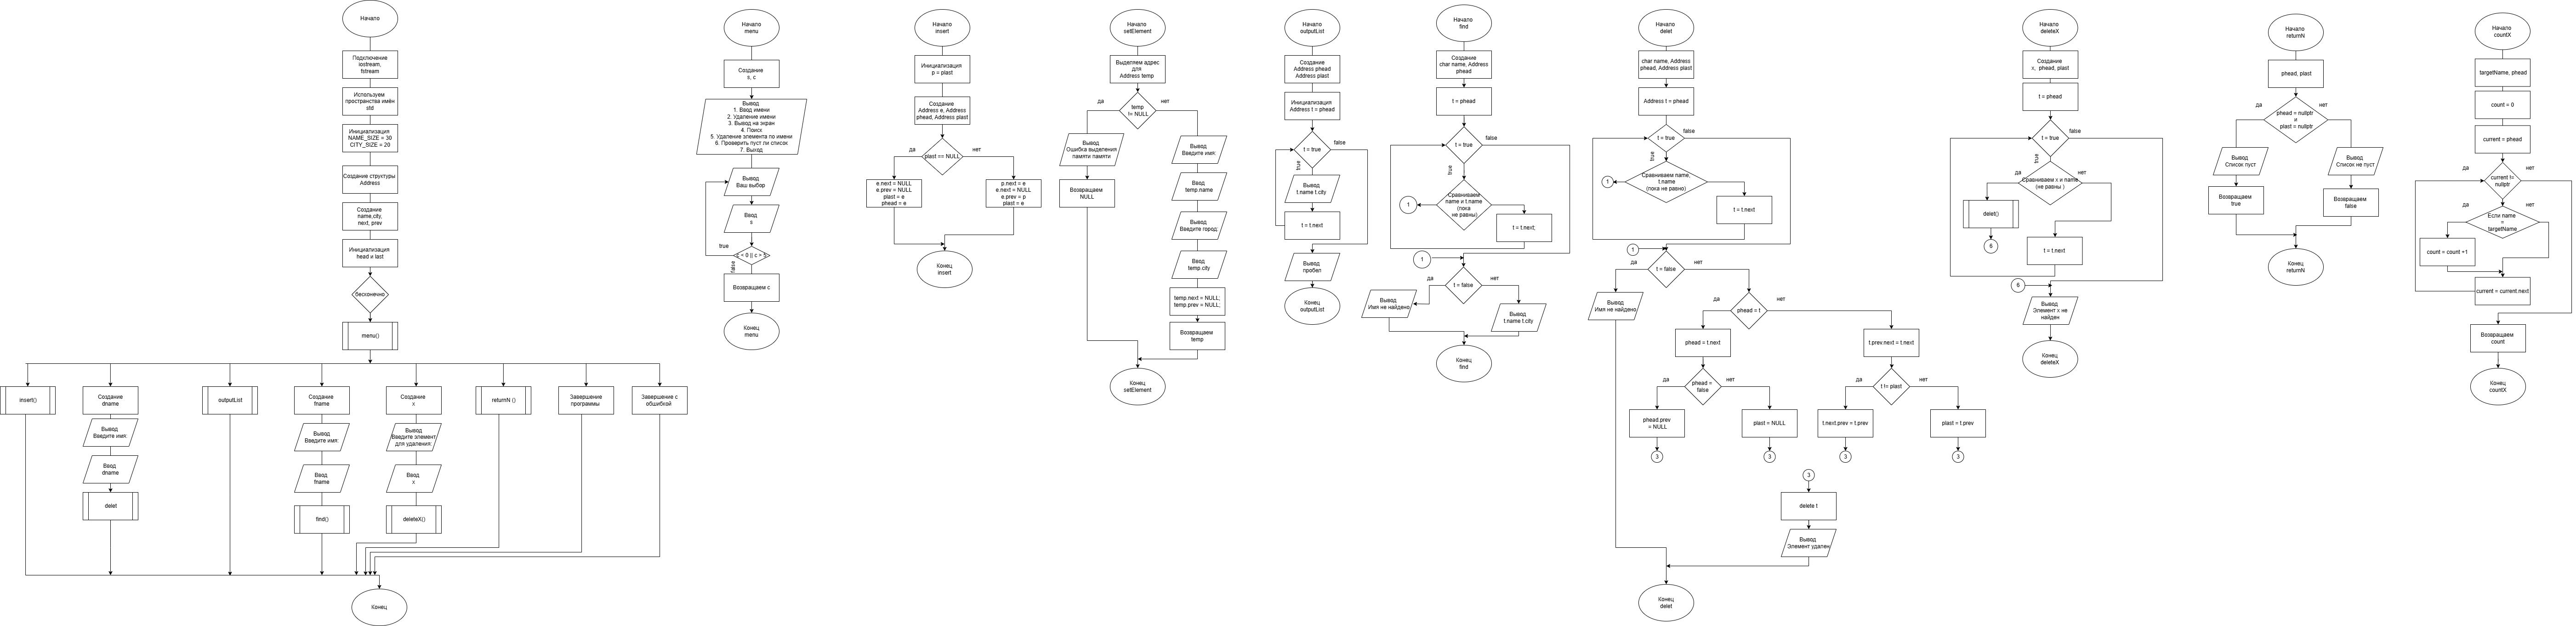 Начало
Подключение
iostream,
fstream
Используем
пространства имён
std
Инициализация
NAME_SIZE = 30
CITY_SIZE = 20
Создание структуры
Address
Создание
name,city,
next, prev
Инициализация
head и last
бесконечно
menu()
insert()
Создание
dname
Вывод
Введите имя:
Ввод
dname
delet
outputList
Создание
fname
Вывод
Введите имя:
Ввод
fname
find()
Создание
x
Вывод
Введите элемент
для удаления:
Ввод
x
deleteX()
returnN ()
Завершение
программы
Завершение с
обшибкой
Конец
Начало
menu
Создание
s, c
Вывод
1. Ввод имени
2. Удаление имени
3. Вывод на экран
4. Поиск
5. Удаление элемента по имени
6. Проверить пуст ли список
7. Выход
Вывод
Ваш выбор
Ввод
s
true
c < 0 || c > 5
false
Возвращаем с
Конец
menu
Начало
insert
Инициализация
p = plast
Создание
Address e, Address
phead, Address plast
да
plast == NULL
нет
e.next = NULL
e.prev = NULL
plast = e
phead = e
p.next = e
e.next = NULL
e.prev = p
plast = e
Конец
insert
Начало
setElement
Выделяем адрес
для
Address temp
да
temp
!= NULL
нет
Вывод
Ошибка выделения
памяти памяти
Возвращаем
NULL
Вывод
Введите имя:
Ввод
temp.name
Вывод
Введите город:
Ввод
temp.city
temp.next = NULL;
temp.prev = NULL;
Возвращаем
temp
Конец
setElement
Начало
outputList
Создание
Address phead
Address plast
Инициализация
Address t = phead
t = true
false
true
Вывод
t.name t.city
t = t.next
Вывод
пробел
Конец
outputList
Начало
find
Создание
char name, Address
phead
t = phead
t = true
false
true
Сравниваем
name и t.name
(пока
не равны)
1
t = t.next;
1
да
t = false
нет
Вывод
Имя не найдено
Вывод
t.name t.city
Конец
find
Начало
delet
char name, Address
phead, Address plast
Address t = phead
t = true
false
true
Сравниваем name,
t.name
(пока не равно)
1
t = t.next
1
да
t = false
нет
Вывод
Имя не найдено
да
phead = t
нет
phead = t.next
t.prev.next = t.next
да
phead =
false
нет
да
t != plast
нет
phead.prev
= NULL
plast = NULL
t.next.prev = t.prev
plast = t.prev
3
3
3
3
3
delete t
Вывод
Элемент удален
Конец
delet
Начало
deleteX
Создание
x, phead, plast
t = phead
t = true
false
true
да
Сравниваем x и name
(не равны )
нет
delet()
6
t = t.next
6
Вывод
Элемент x не
найден
Конец
deleteX
Начало
returnN
phead, plast
да
phead = nullptr
и
plast = nullptr
нет
Вывод
Список пуст
Вывод
Список не пуст
Возвращаем
true
Возвращаем
false
Конец
returnN
Начало
countX
targetName, phead
count = 0
current = phead
да
current !=
nullptr
нет
да
Если name
=
targetName
нет
count = count +1
current = current.next
Возвращаем
count
Конец
countX